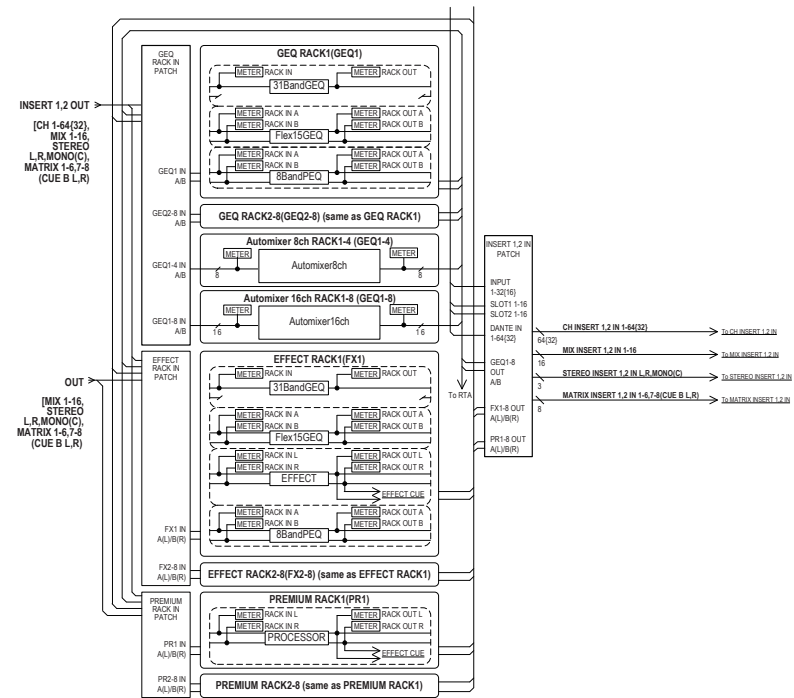 GEQ
RACK IN
PATCH
GEQ RACK1(GEQ1)
METER RACK IN
METER RACK OUT
31BandGEQ
INSERT 1,2 OUT
[CH 1-64{32},
MIX 1-16,
STEREO
L,R,MONO(C),
MATRIX 1-6,7-8
(CUE B L,R)
METER RACK IN A
METER RACK OUT A
METER RACK IN B
METER RACK OUT B
Flex15GEQ
METER RACK IN A
METER RACK OUT A
METER RACK IN B
METER RACK OUT B
8BandPEQ
GEQ1 IN
A/B
GEQ2-8 IN
A/B
GEQ RACK2-8(GEQ2-8) (same as GEQ RACK1)
Automixer 8ch RACK1-4 (GEQ1-4)
METER
METER
Automixer8ch
GEQ1-4 IN
A/B
8
8
Automixer 16ch RACK1-8 (GEQ1-8)
METER
METER
Automixer16ch
GEQ1-8 IN
A/B
16
16
INSERT 1,2 IN
PATCH
INPUT
1-32{16}
SLOT1 1-16
SLOT2 1-16
DANTE IN
1-64{32}
GEQ1-8
OUT
A/B
FX1-8 OUT
A(L)/B(R)
PR1-8 OUT
A(L)/B(R)
CH INSERT 1,2 IN 1-64{32}
To CH INSERT 1,2 IN
64{32}
MIX INSERT 1,2 IN 1-16
To MIX INSERT 1,2 IN
16
STEREO INSERT 1,2 IN L,R,MONO(C)
To STEREO INSERT 1,2 IN
3
MATRIX INSERT 1,2 IN 1-6,7-8(CUE B L,R)
To MATRIX INSERT 1,2 IN
8
To RTA
EFFECT
RACK IN
PATCH
EFFECT RACK1(FX1)
METER RACK IN
METER RACK OUT
31BandGEQ
OUT
[MIX 1-16,
STEREO
L,R,MONO(C),
MATRIX 1-6,7-8
(CUE B L,R)
METER RACK IN A
METER RACK OUT A
METER RACK IN B
METER RACK OUT B
Flex15GEQ
METER RACK IN L
METER RACK OUT L
METER RACK IN R
METER RACK OUT R
EFFECT
EFFECT CUE
METER RACK IN A
METER RACK OUT A
METER RACK IN B
METER RACK OUT B
8BandPEQ
FX1 IN
A(L)/B(R)
FX2-8 IN
A(L)/B(R)
EFFECT RACK2-8(FX2-8) (same as EFFECT RACK1)
PREMIUM
RACK IN
PATCH
PREMIUM RACK1(PR1)
METER RACK IN L
METER RACK OUT L
METER RACK IN R
METER RACK OUT R
PROCESSOR
EFFECT CUE
PR1 IN
A(L)/B(R)
PR2-8 IN
A(L)/B(R)
PREMIUM RACK2-8 (same as PREMIUM RACK1)